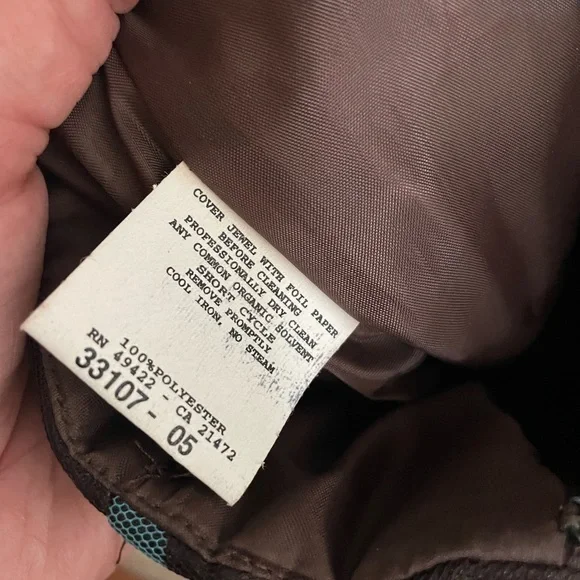 COVER JEWEL WITH FOIL PAPER
BEFORE CLEANING
PROFESSIONALLY DRY CLEAN
ANY COMMON ORGANIC SOLVENT
SHORT CYCLE
REMOVE PROMPTLY
COOL IRON, NO STEAM
100%POLYESTER
RN 49422 - CA 21472
33107- 05